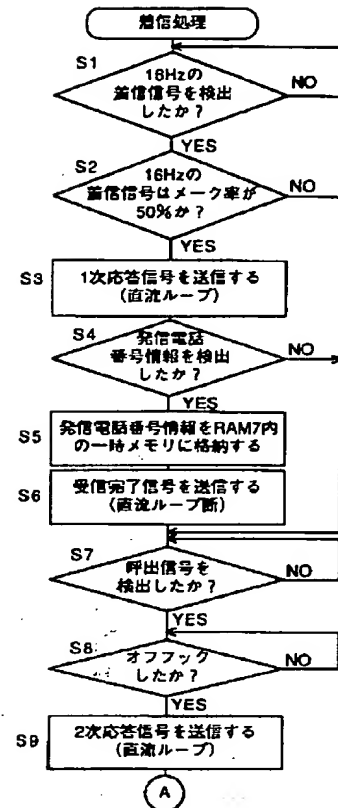 着信処理
S1
16Hzの
着信信号を検出
したか？
NO
YES
S2
16Hzの
着信信号はメーク率が
50%か？
NO
YES
S3
1次応答信号を送信する
(直流ループ)
S4
発信電話
番号情報を検出
したか？
NO
YES
S5
発信電話番号情報をRAM7内
の一時メモリに格納する
S6
受信完了信号を送信する
(直流ループ断)
S7
呼出信号を
検出したか？
NO
YES
S8
オフフック
したか？
NO
YES
S9
2次応答信号を送信する
(直流ループ)
A